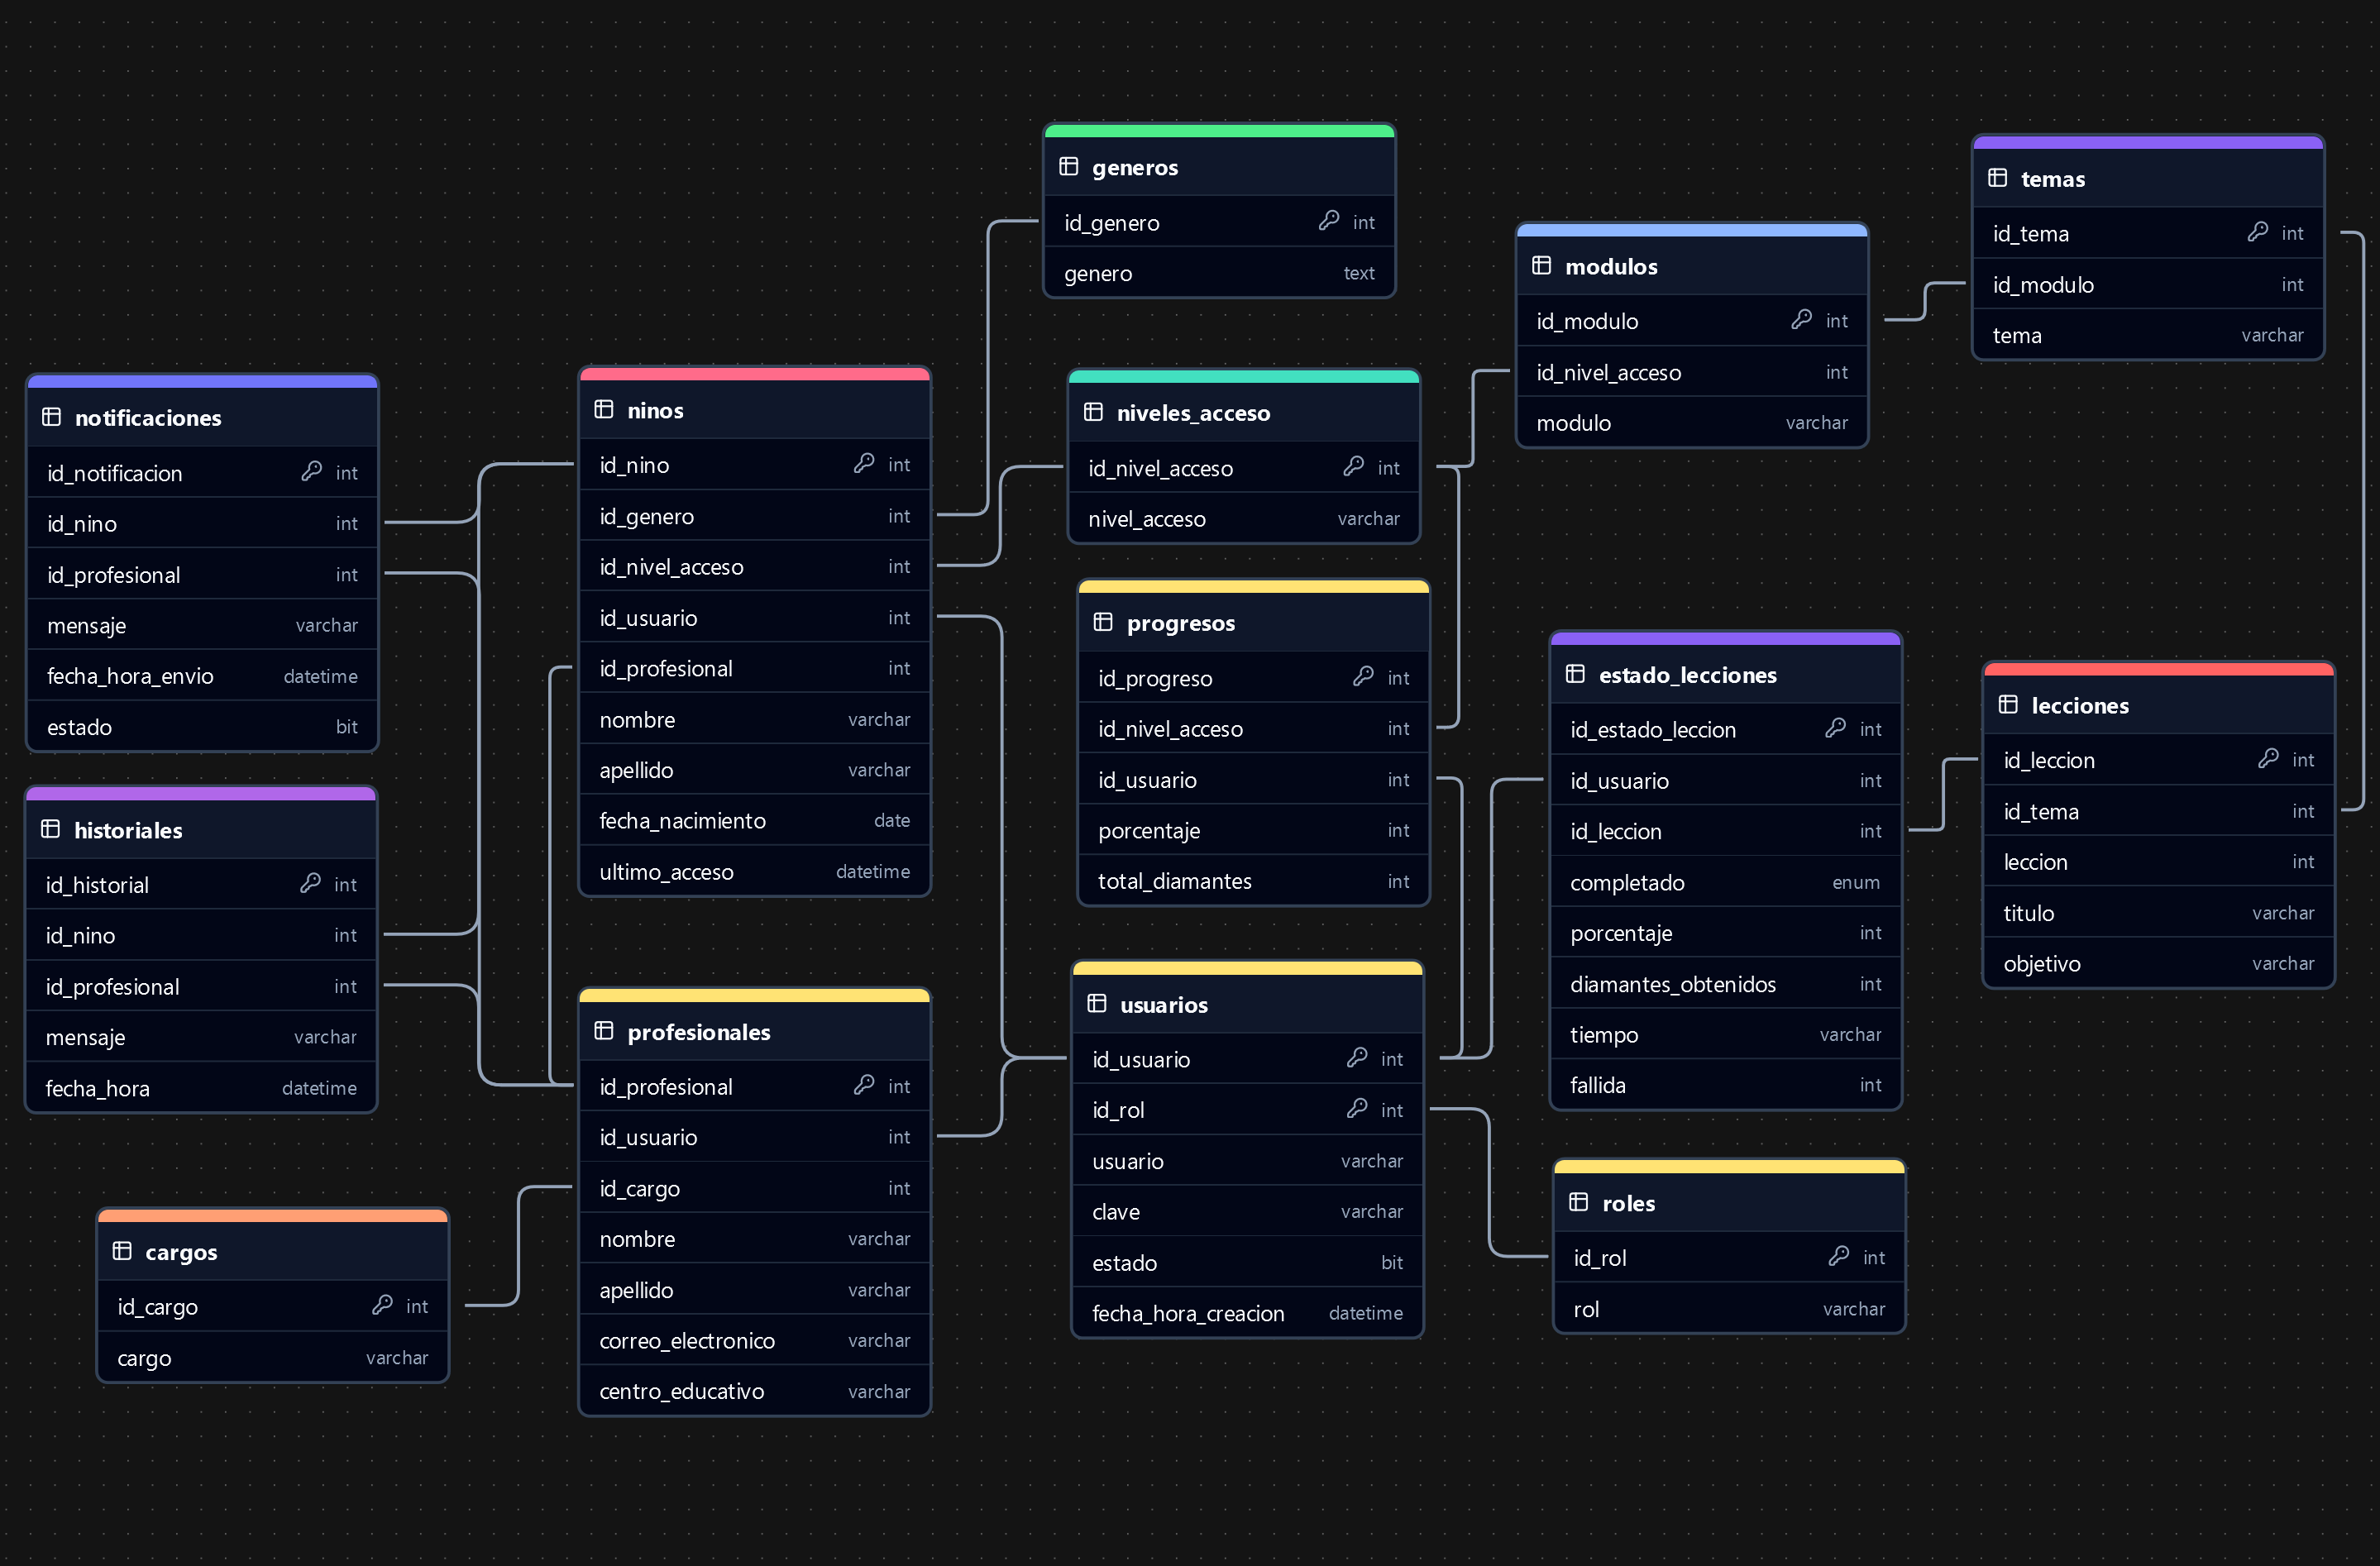 generos
id_genero int
genero text
temas
id_tema int
id_modulo int
tema varchar
modulos
id_modulo int
id_nivel_acceso int
modulo varchar
notificaciones
id_notificacion int
id_nino int
id_profesional int
mensaje varchar
fecha_hora_envio datetime
estado bit
ninos
id_nino int
id_genero int
id_nivel_acceso int
id_usuario int
id_profesional int
nombre varchar
apellido varchar
fecha_nacimiento date
ultimo_acceso datetime
niveles_acceso
id_nivel_acceso int
nivel_acceso varchar
progresos
id_progreso int
id_nivel_acceso int
id_usuario int
porcentaje int
total_diamantes int
estado_lecciones
id_estado_leccion int
id_usuario int
id_leccion int
completado enum
porcentaje int
diamantes_obtenidos int
tiempo varchar
fallida int
lecciones
id_leccion int
id_tema int
leccion int
titulo varchar
objetivo varchar
historiales
id_historial int
id_nino int
id_profesional int
mensaje varchar
fecha_hora datetime
profesionales
id_profesional int
id_usuario int
id_cargo int
nombre varchar
apellido varchar
correo_electronico varchar
centro_educativo varchar
usuarios
id_usuario int
id_rol int
usuario varchar
clave varchar
estado bit
fecha_hora_creacion datetime
roles
id_rol int
rol varchar
cargos
id_cargo int
cargo varchar